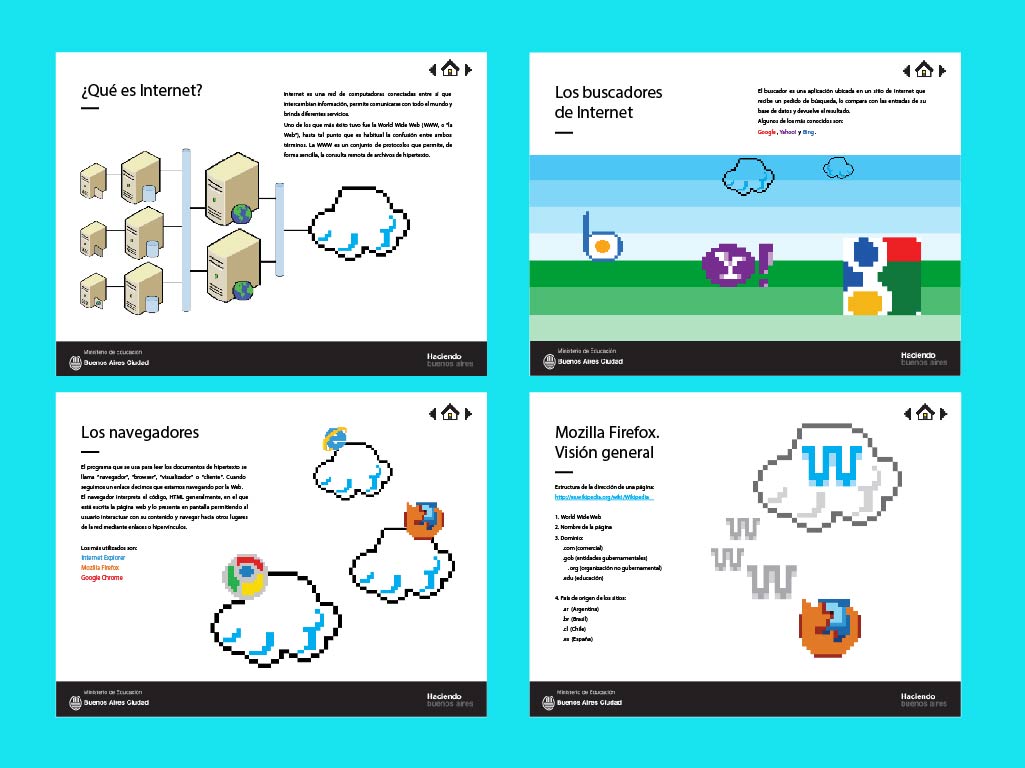 ¿Qué es Internet?
Internet es una red de computadoras conectadas entre sí que
intercambian información, permite comunicarse con todo el mundo y
brinda diferentes servicios.
Uno de los que más éxito tuvo fue la World Wide Web (WWW, o "la
Web"), hasta tal punto que es habitual la confusión entre ambos
términos. La WWW es un conjunto de protocolos que permite, de
forma sencilla, la consulta remota de archivos de hipertexto.
Ministerio de Educación
Buenos Aires Ciudad
Haciendo
buenos aires
Los buscadores
de Internet
El buscador es una aplicación ubicada en un sitio de Internet que
recibe un pedido de búsqueda, lo compara con las entradas de su
base de datos y devuelve el resultado.
Algunos de los más conocidos son:
Google, Yahoo! y Bing.
b
Y!
8
Ministerio de Educación
Buenos Aires Ciudad
Haciendo
buenos aires
Los navegadores
El programa que se usa para leer los documentos de hipertexto se
llama "navegador", "browser", "visualizador" o "cliente". Cuando
seguimos un enlace decimos que estamos navegando por la Web.
El navegador interpreta el código, HTML generalmente, en el que
está escrita la página web y lo presenta en pantalla permitiendo al
usuario interactuar con su contenido y navegar hacia otros lugares
de la red mediante enlaces o hipervínculos.
Los más utilizados son:
Internet Explorer
Mozilla Firefox
Google Chrome
Ministerio de Educación
Buenos Aires Ciudad
Haciendo
buenos aires
Mozilla Firefox.
Visión general
Estructura de la dirección de una página:
http://es.wikipedia.org/wiki/Wikipedia
1. World Wide Web
2. Nombre de la página
3. Dominio:
.com (comercial)
.gob (entidades gubernamentales)
.org (organización no gubernamental)
.edu (educación)
4. País de origen de los sitios:
.ar (Argentina)
.br (Brasil)
.cl (Chile)
.es (España)
W
W
W
W
Ministerio de Educación
Buenos Aires Ciudad
Haciendo
buenos aires